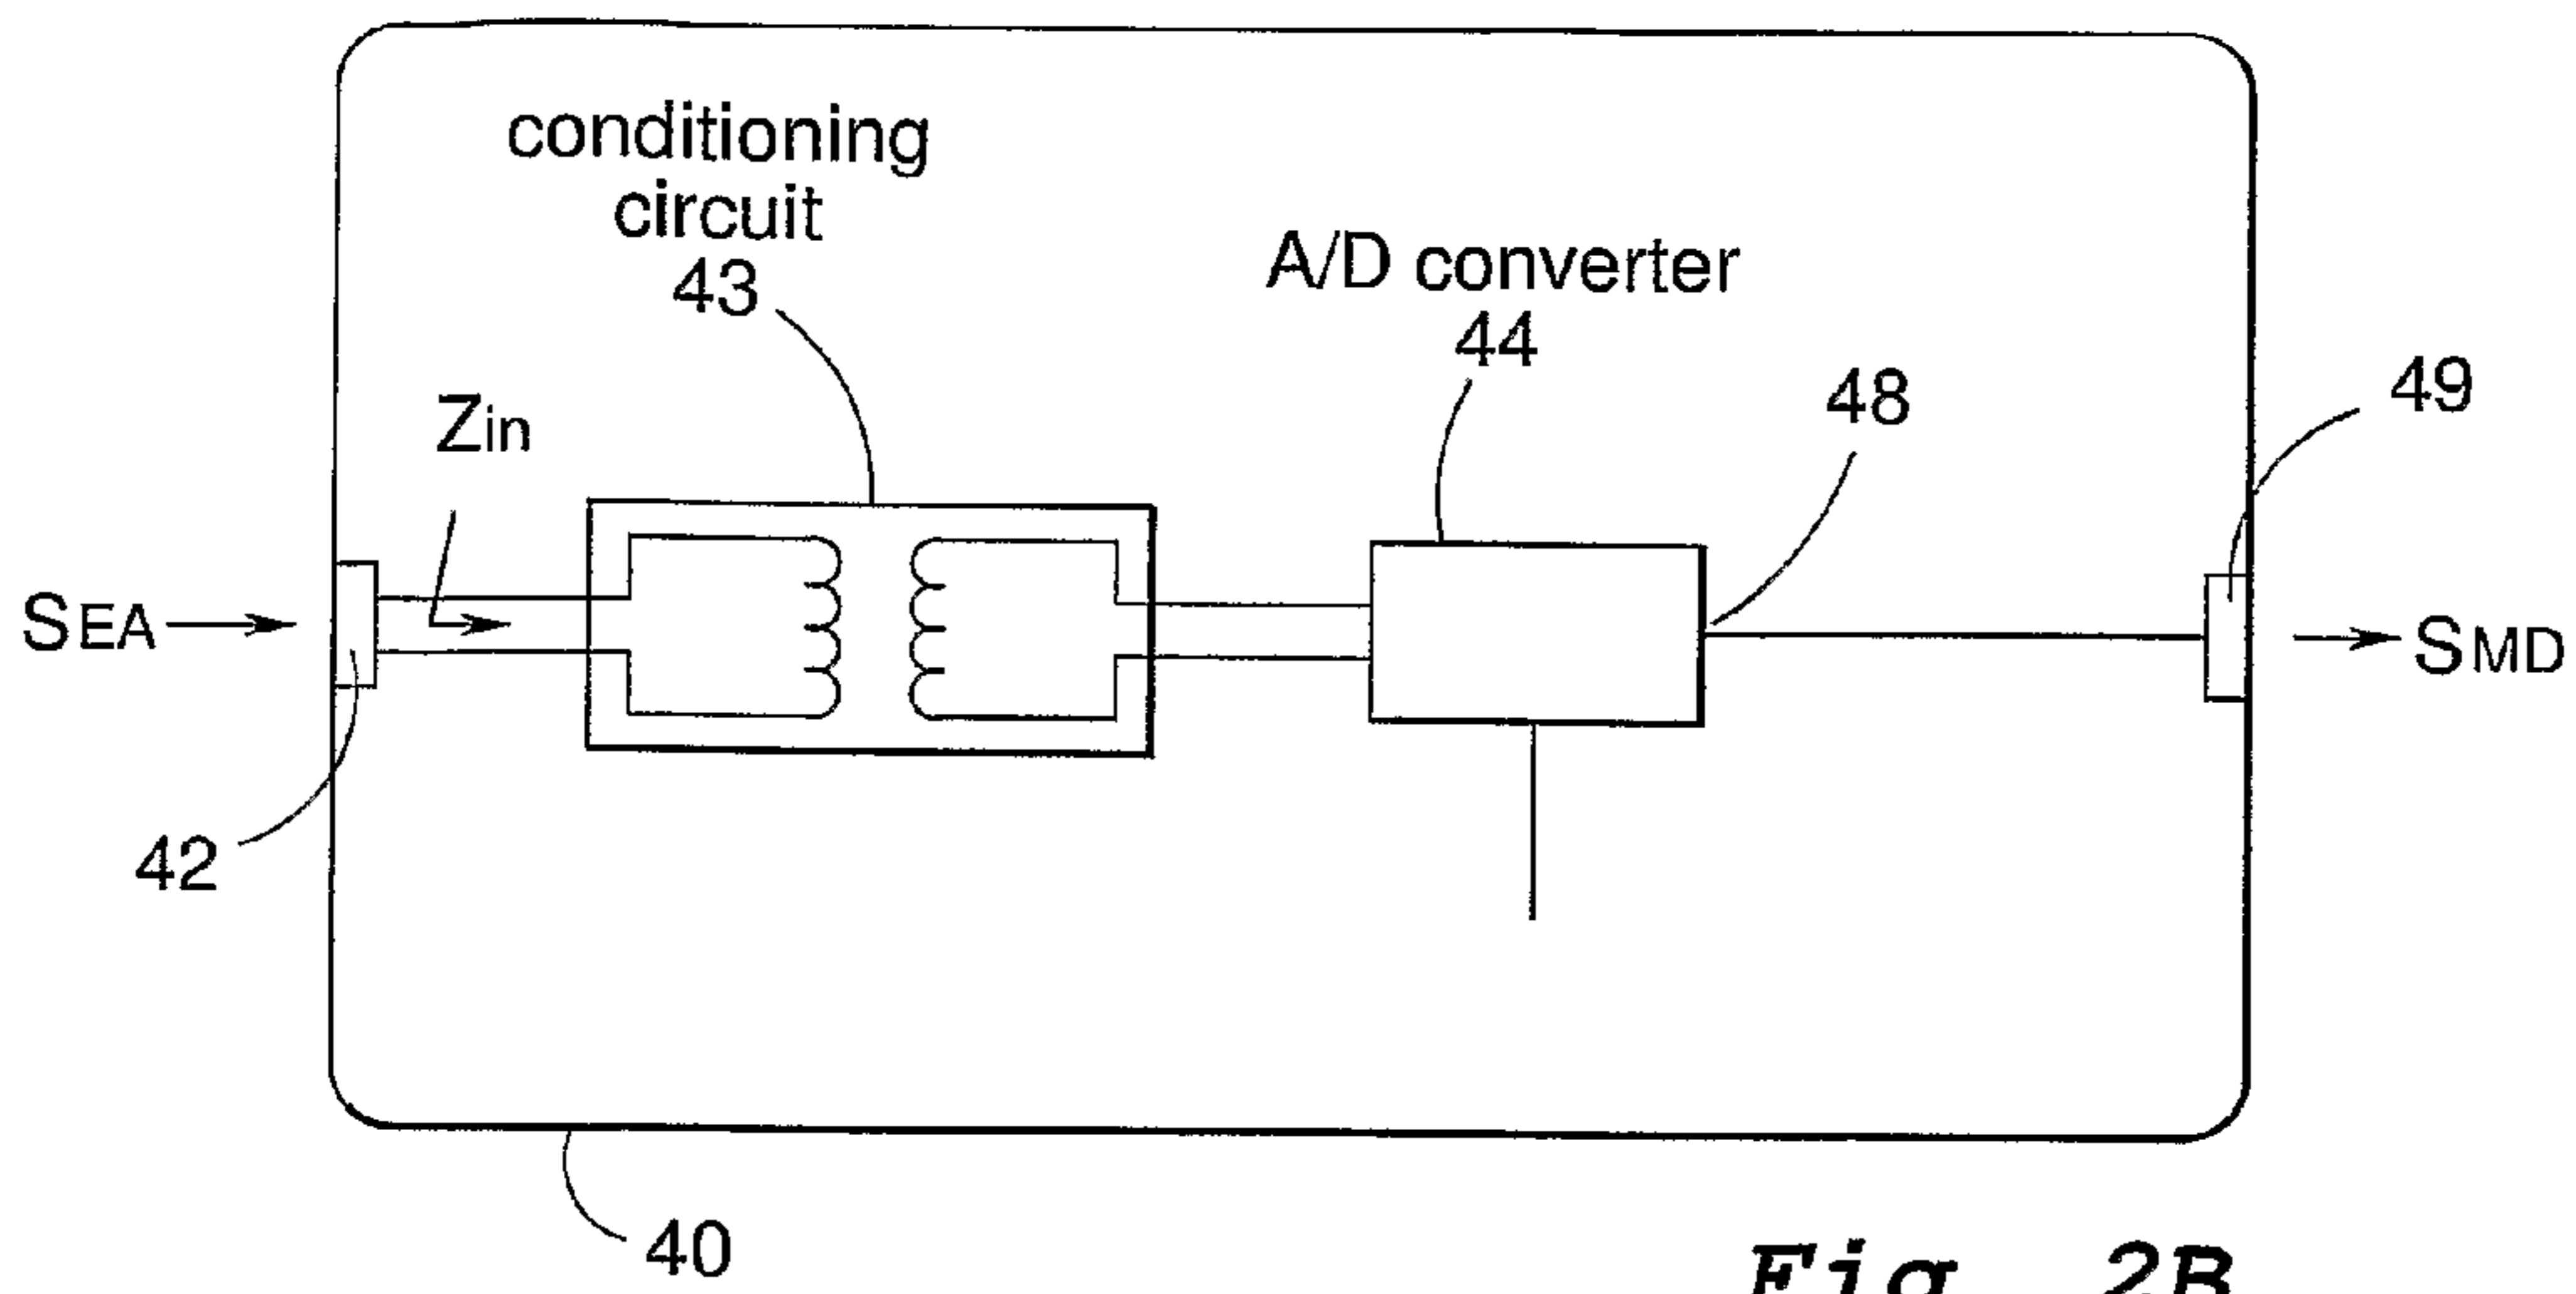 conditioning
circuit
43
A/D converter
44
48
49
Zin
SEA
SMD
42
40
Fig. 2B